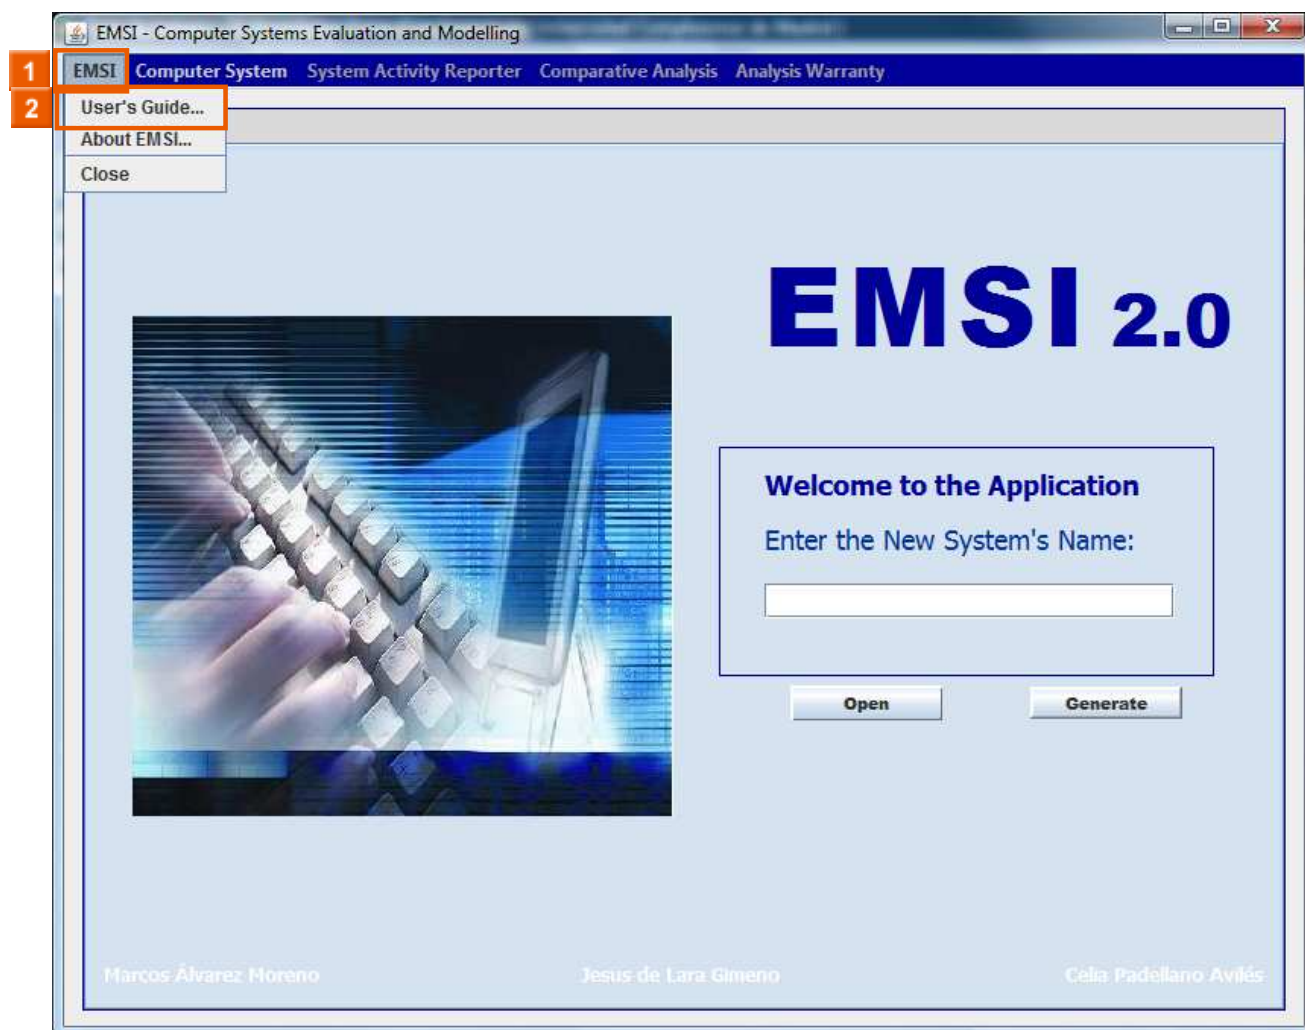 EMSI - Computer Systems Evaluation and Modelling
1
EMSI Computer System System Activity Reporter Comparative Analysis Analysis Warranty
2
User's Guide...
About EMSI...
Close
EMSI 2.0
Welcome to the Application
Enter the New System's Name:
Open Generate
Marcos Álvarez Moreno Jesus de Lara Gimeno Celia Padellano Avilés